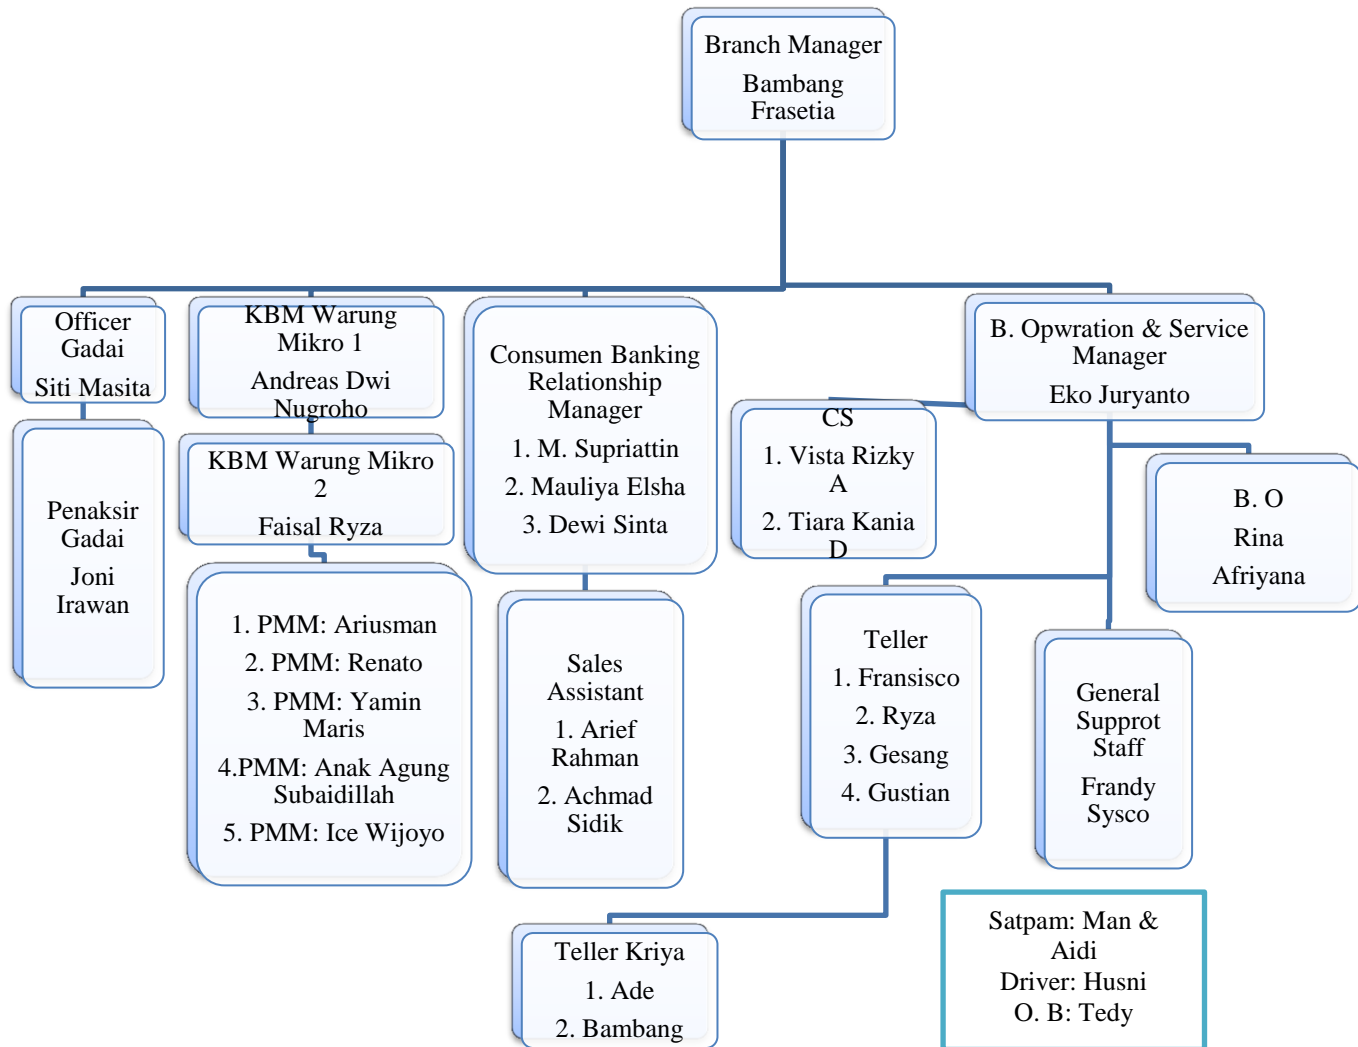 Branch Manager
Bambang
Frasetia
Officer
Gadai
Siti Masita
KBM Warung
Mikro 1
Andreas Dwi
Nugroho
Consumen Banking
Relationship
Manager
1. M. Supriattin
2. Mauliya Elsha
3. Dewi Sinta
B. Opwration & Service
Manager
Eko Juryanto
Penaksir
Gadai
Joni
Irawan
KBM Warung Mikro
2
Faisal Ryza
CS
1. Vista Rizky
A
2. Tiara Kania
D
B. O
Rina
Afriyana
1. PMM: Ariusman
2. PMM: Renato
3. PMM: Yamin
Maris
4.PMM: Anak Agung
Subaidillah
5. PMM: Ice Wijoyo
Sales
Assistant
1. Arief
Rahman
2. Achmad
Sidik
Teller
1. Fransisco
2. Ryza
3. Gesang
4. Gustian
General
Supprot
Staff
Frandy
Sysco
Teller Kriya
1. Ade
2. Bambang
Satpam: Man &
Aidi
Driver: Husni
O. B: Tedy